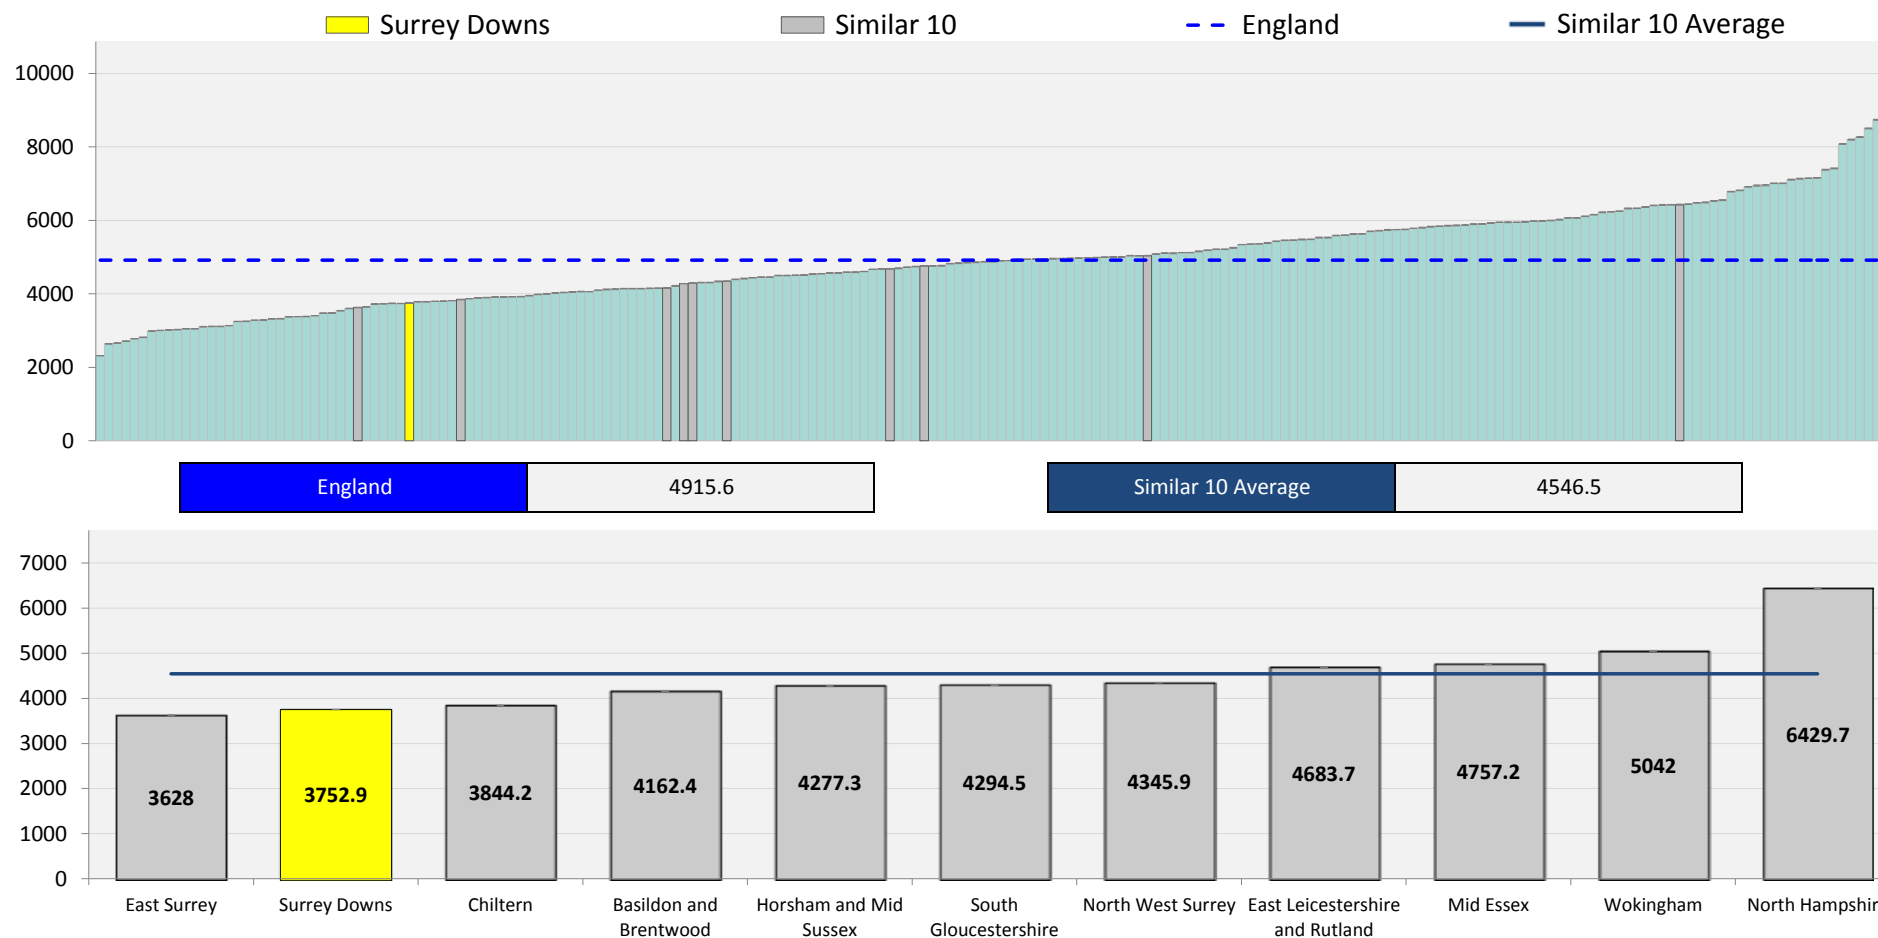 Surrey Downs
Similar 10
England
Similar 10 Average
10000
8000
6000
4000
2000
0
England
4915.6
Similar 10 Average
4546.5
7000
6000
5000
4000
3000
2000
1000
0
3628
3752.9
3844.2
4162.4
4277.3
4294.5
4345.9
4683.7
4757.2
5042
6429.7
East Surrey
Surrey Downs
Chiltern
Basildon and
Brentwood
Horsham and Mid
Sussex
South
Gloucestershire
North West Surrey
East Leicestershire
and Rutland
Mid Essex
Wokingham
North Hampshir